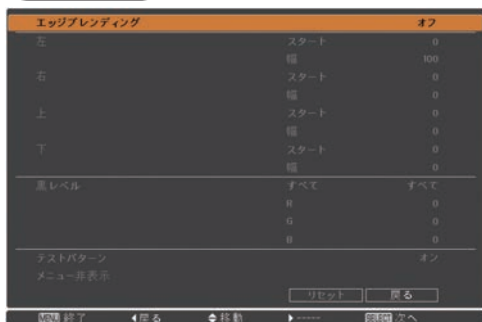 エッジブレンディング オフ
左 スタート 0
幅 100
右 スタート 0
幅 0
上 スタート 0
幅 0
下 スタート 0
幅 0
黒レベル すべて すべて
R 0
G 0
B 0
テストパターン オン
メニュー非表示
リセット 戻る
MENU 終了 ◀戻る ◆移動 ▶----- SELECT 次へ